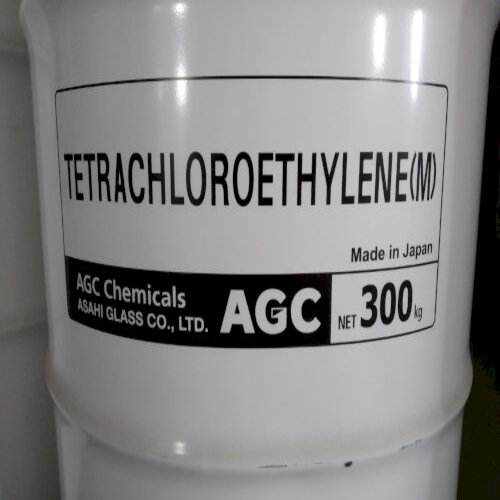 TETRACHLOROETHYLENE(M)
Made in Japan
AGC Chemicals
ASAHI GLASS CO., LTD.
AGC
NET 300 kg